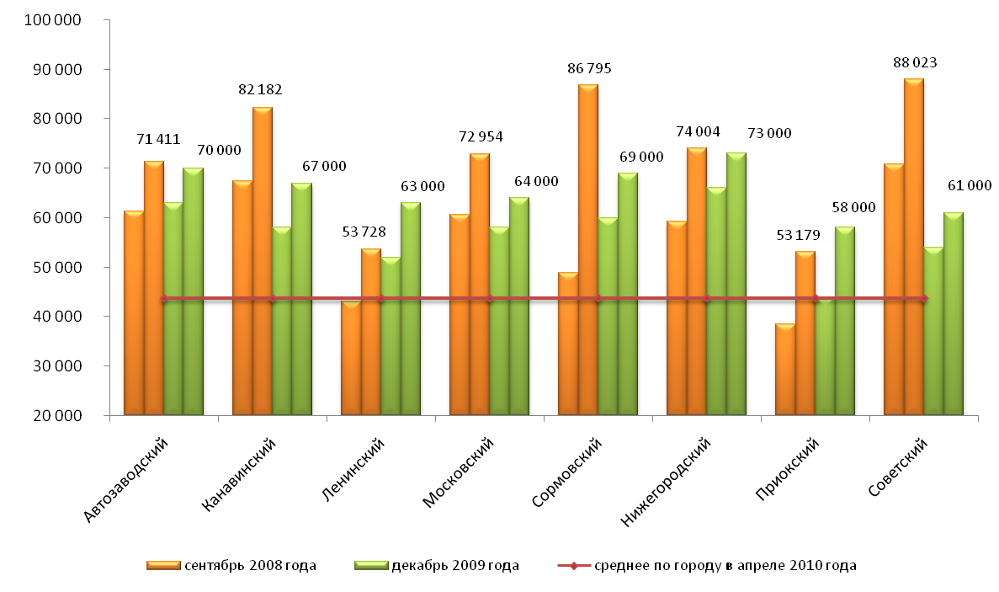 100 000
90 000
80 000
70 000
60 000
50 000
40 000
30 000
20 000
71 411
70 000
82 182
67 000
53 728
63 000
72 954
64 000
86 795
69 000
74 004
73 000
53 179
58 000
88 023
61 000
Автозаводский
Канавинский
Ленинский
Московский
Сормовский
Нижегородский
Приокский
Советский
сентябрь 2008 года
декабрь 2009 года
среднее по городу в апреле 2010 года